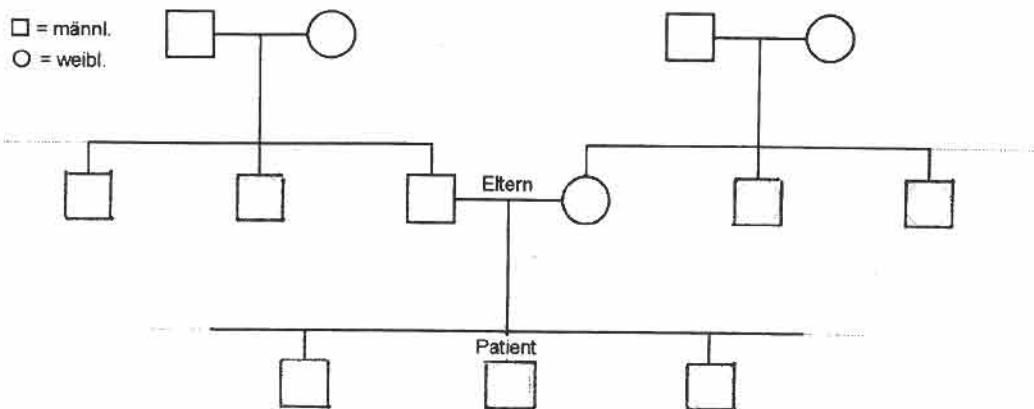 = männl.
= weibl.
Eltern
Patient